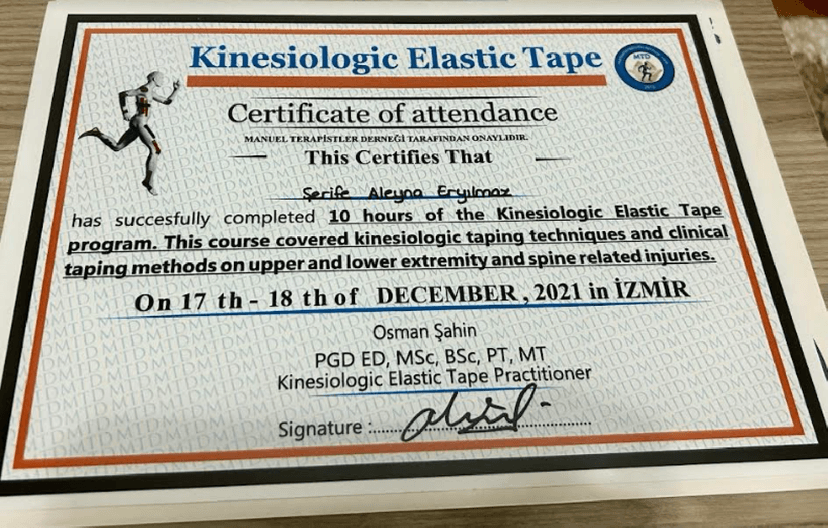 Kinesiologic Elastic Tape
MTD
Certificate of attendance
MANUEL TERAPİSTLER DERNEĞİ TARAFINDAN ONAYLIDIR.
This Certifies That
Şerife Aleyna Eryılmaz
has succesfully completed 10 hours of the Kinesiologic Elastic Tape
program. This course covered kinesiologic taping techniques and clinical
taping methods on upper and lower extremity and spine related injuries.
On 17 th - 18 th of DECEMBER, 2021 in İZMİR
Osman Şahin
PGD ED, MSc, BSc, PT, MT
Kinesiologic Elastic Tape Practitioner
Signature :